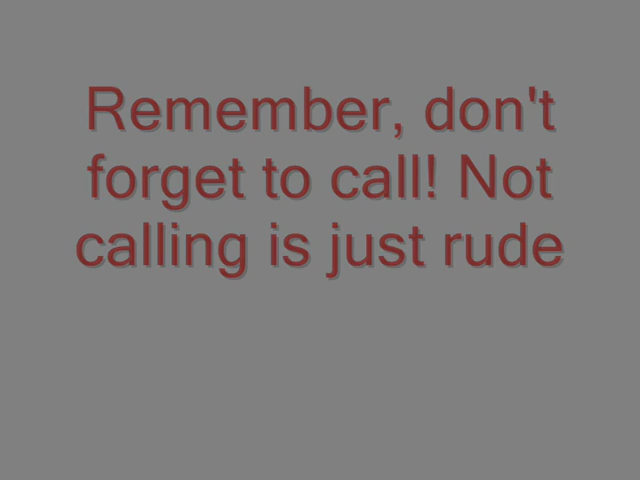 Remember, don't
forget to call! Not
calling is just rude